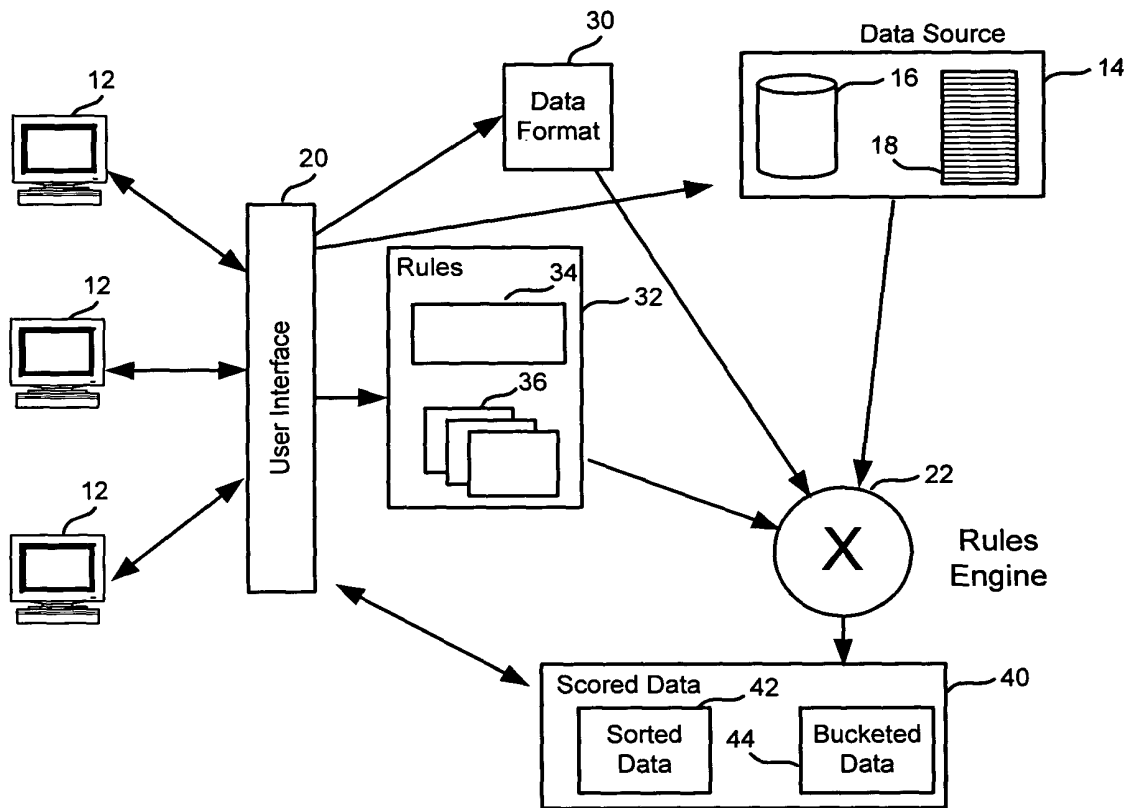 30
Data Source
12
Data
Format
16
14
18
20
Rules
34
32
12
User Interface
36
12
22
X
Rules
Engine
Scored Data
42
40
Sorted
Data
44
Bucketed
Data